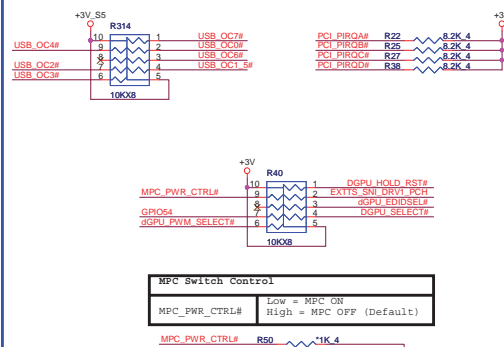 +3V_S5
R314
10 1 USB_OC7#
USB_OC4# 9 2 USB_OC0#
8 3 USB_OC6#
USB_OC2# 7 4 USB_OC1_5#
USB_OC3# 6 5
10KX8
PCI_PIRQA# R22 8.2K_4
PCI_PIRQB# R25 8.2K_4
PCI_PIRQC# R27 8.2K_4
PCI_PIRQD# R38 8.2K_4
+3V
R40
10 1 DGPU_HOLD_RST#
MPC_PWR_CTRL# 9 2 EXTTS_SNI_DRV1_PCH
8 3 dGPU_EDIDSEL#
GPIO54 7 4 DGPU_SELECT#
dGPU_PWM_SELECT# 6 5
10KX8
MPC Switch Control
MPC_PWR_CTRL#
Low = MPC ON
High = MPC OFF (Default)
MPC_PWR_CTRL# R50 *1K_4